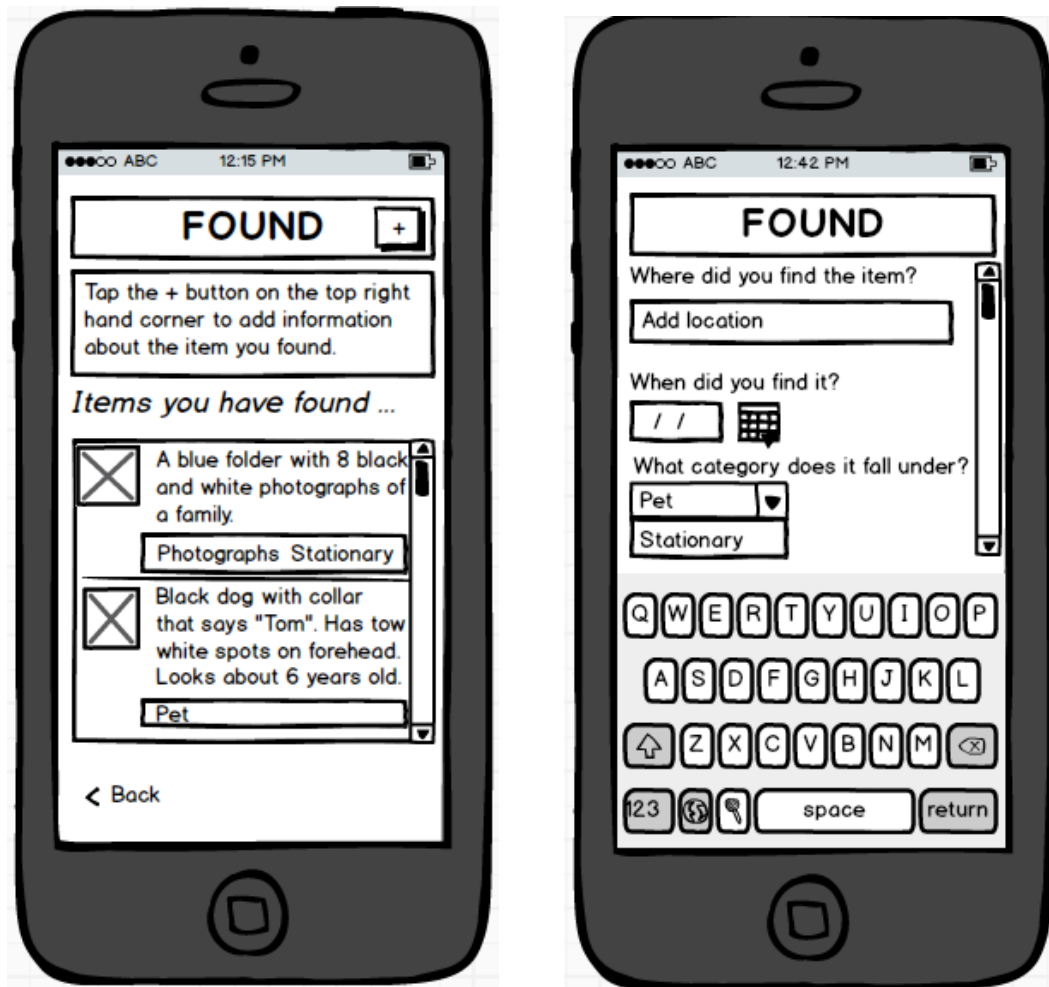 ABC 12:15 PM
FOUND +
Tap the + button on the top right
hand corner to add information
about the item you found.
Items you have found ...
A blue folder with 8 black
and white photographs of
a family.
Photographs Stationary
Black dog with collar
that says "Tom". Has tow
white spots on forehead.
Looks about 6 years old.
Pet
< Back
ABC 12:42 PM
FOUND
Where did you find the item?
Add location
When did you find it?
/ /
What category does it fall under?
Pet
Stationary
Q W E R T Y U I O P
A S D F G H J K L
Z X C V B N M
123 space return